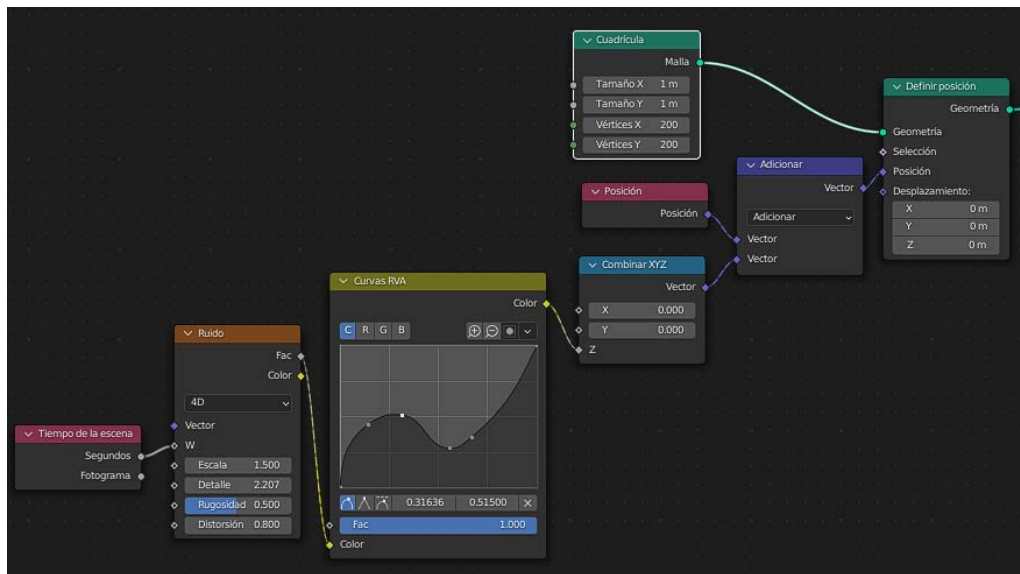 Cuadrícula
Malla
Tamaño X 1 m
Tamaño Y 1 m
Vértices X 200
Vértices Y 200
Definir posición
Geometría
Geometría
Selección
Posición
Desplazamiento:
X 0 m
Y 0 m
Z 0 m
Adicionar
Vector
Adicionar
Vector
Vector
Posición
Posición
Combinar XYZ
Vector
X 0.000
Y 0.000
Z
Curvas RVA
Color
C R G B
0.31636 0.51500
Fac 1.000
Color
Ruido
Fac
Color
4D
Vector
W
Escala 1.500
Detalle 2.207
Rugosidad 0.500
Distorsión 0.800
Tiempo de la escena
Segundos
Fotograma